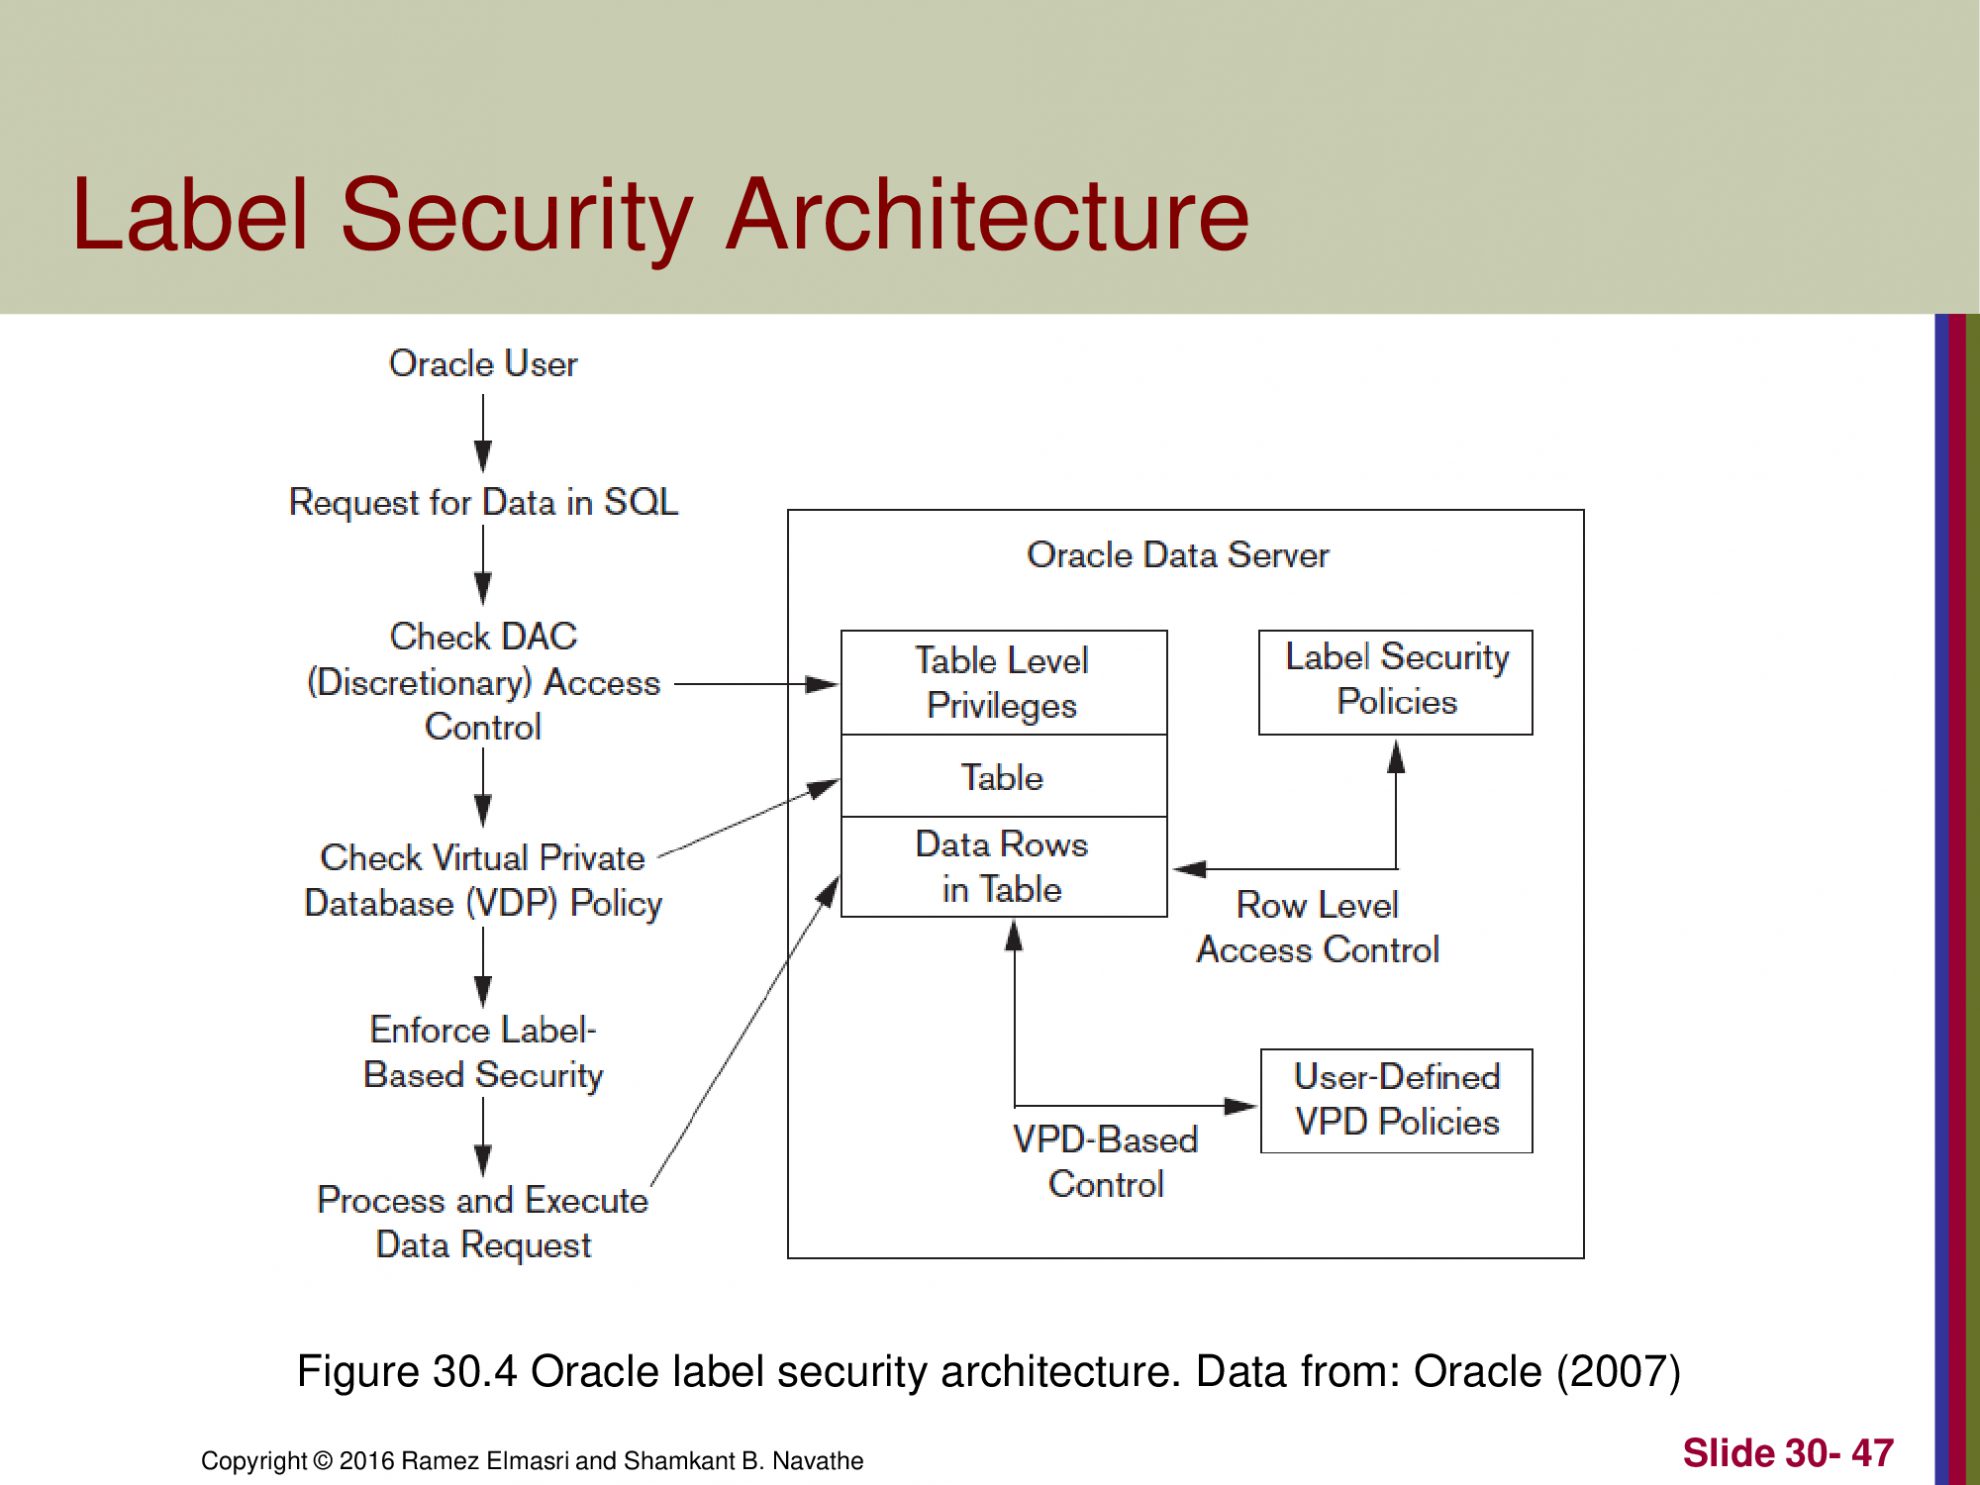 Label Security Architecture
Oracle User
Request for Data in SQL
Check DAC
(Discretionary) Access
Control
Check Virtual Private
Database (VDP) Policy
Enforce Label-
Based Security
Process and Execute
Data Request
Oracle Data Server
Table Level
Privileges
Table
Data Rows
in Table
Label Security
Policies
Row Level
Access Control
User-Defined
VPD Policies
VPD-Based
Control
Figure 30.4 Oracle label security architecture. Data from: Oracle (2007)
Copyright © 2016 Ramez Elmasri and Shamkant B. Navathe
Slide 30- 47